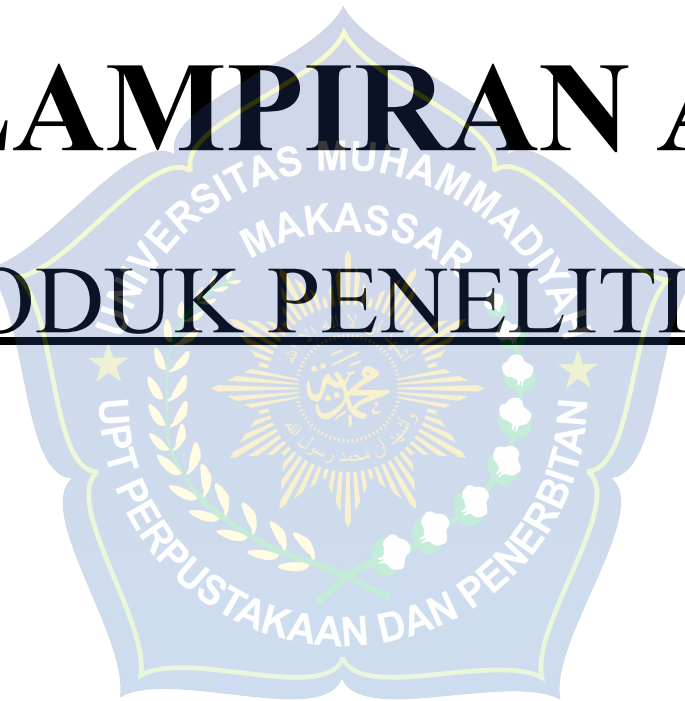 LAMPIRAN A
ODUK PENELITI
UNIVERSITAS MUHAMMADIYAH
MAKASSAR
UPT PERPUSTAKAAN DAN PENERBITAN